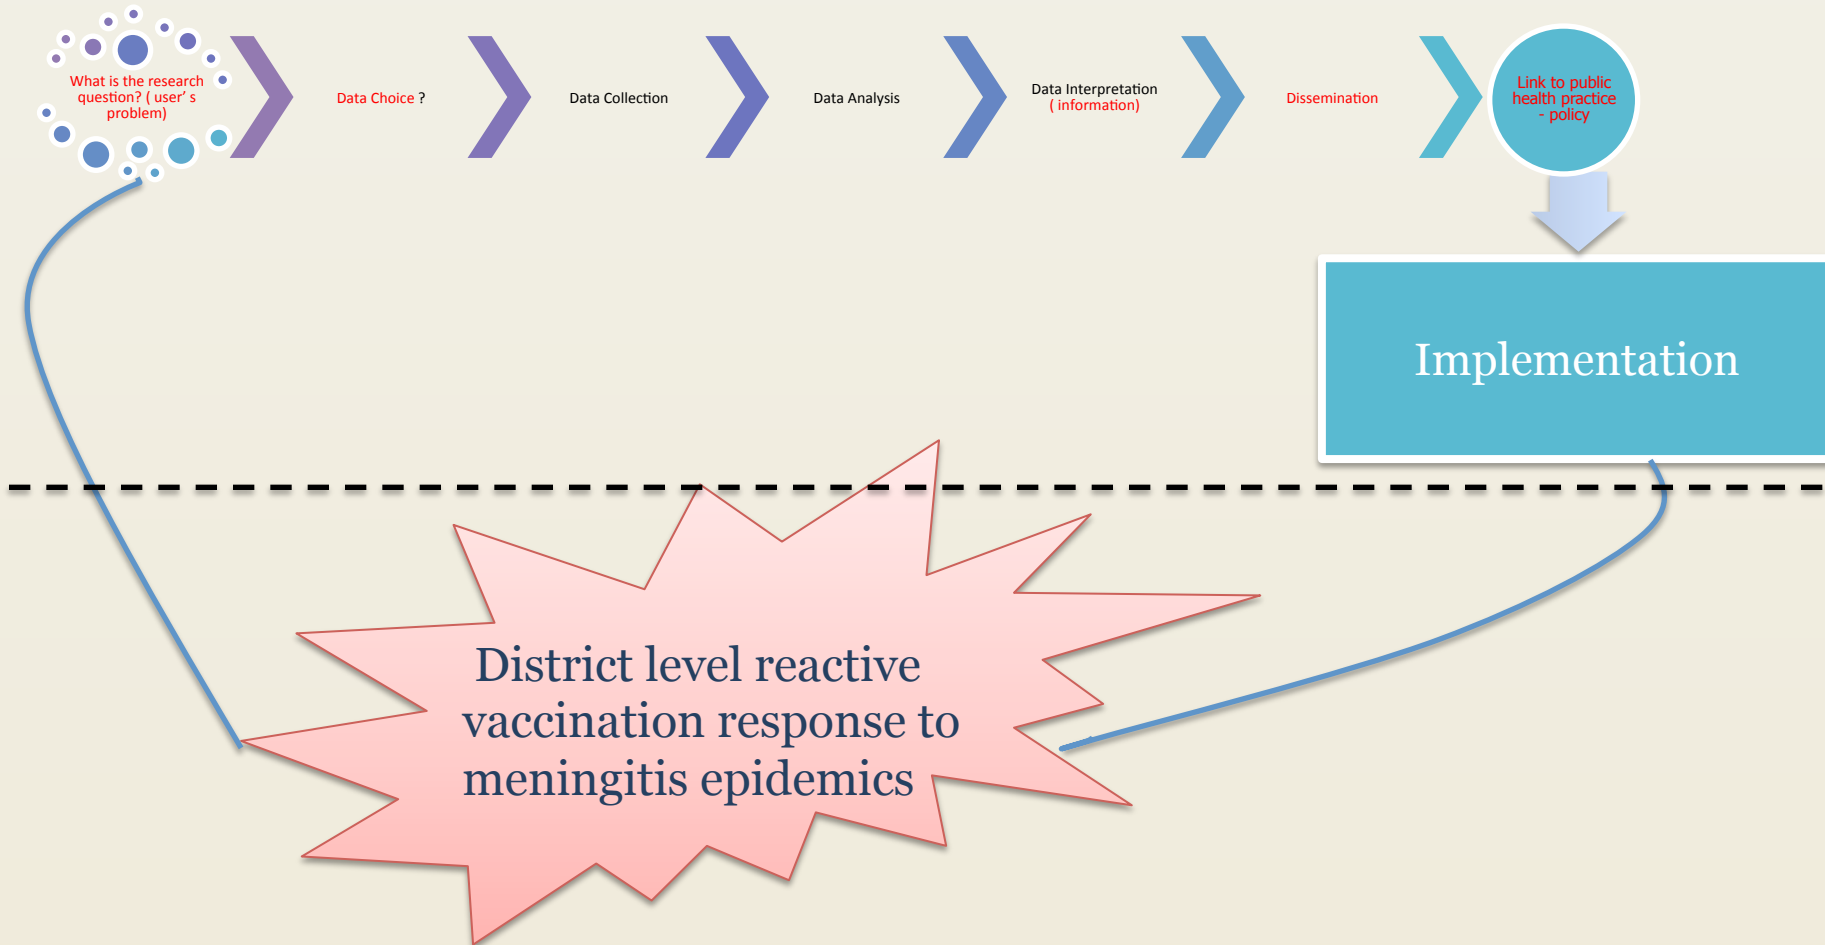 What is the research
question? ( user’ s
problem)
Data Choice ?
Data Collection
Data Analysis
Data Interpretation
( information)
Dissemination
Link to public
health practice
- policy
Implementation
District level reactive
vaccination response to
meningitis epidemics